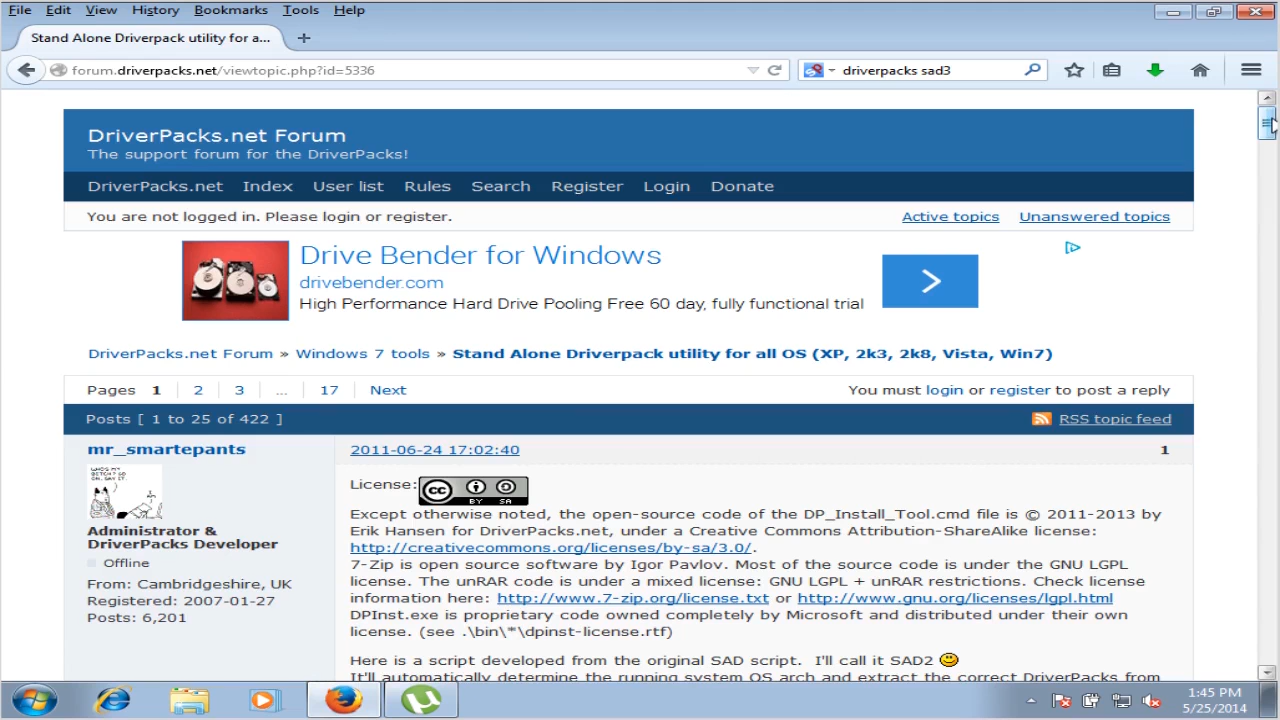 File Edit View History Bookmarks Tools Help
Stand Alone Driverpack utility for a...
forum.driverpacks.net/viewtopic.php?id=5336
driverpacks sad3
DriverPacks.net Forum
The support forum for the DriverPacks!
DriverPacks.net Index User list Rules Search Register Login Donate
You are not logged in. Please login or register.
Active topics Unanswered topics
Drive Bender for Windows
drivebender.com
High Performance Hard Drive Pooling Free 60 day, fully functional trial
DriverPacks.net Forum » Windows 7 tools » Stand Alone Driverpack utility for all OS (XP, 2k3, 2k8, Vista, Win7)
Pages 1 2 3 ... 17 Next
You must login or register to post a reply
Posts [ 1 to 25 of 422 ]
RSS topic feed
mr_smartepants
Administrator &
DriverPacks Developer
Offline
From: Cambridgeshire, UK
Registered: 2007-01-27
Posts: 6,201
2011-06-24 17:02:40
1
License:
cc BY SA
Except otherwise noted, the open-source code of the DP_Install_Tool.cmd file is © 2011-2013 by
Erik Hansen for DriverPacks.net, under a Creative Commons Attribution-ShareAlike license:
http://creativecommons.org/licenses/by-sa/3.0/.
7-Zip is open source software by Igor Pavlov. Most of the source code is under the GNU LGPL
license. The unRAR code is under a mixed license: GNU LGPL + unRAR restrictions. Check license
information here: http://www.7-zip.org/license.txt or http://www.gnu.org/licenses/lgpl.html
DPInst.exe is proprietary code owned completely by Microsoft and distributed under their own
license. (see .\bin\*\dpinst-license.rtf)
Here is a script developed from the original SAD script. I'll call it SAD2
It'll automatically determine the running system OS arch and extract the correct DriverPacks from
1:45 PM
5/25/2014